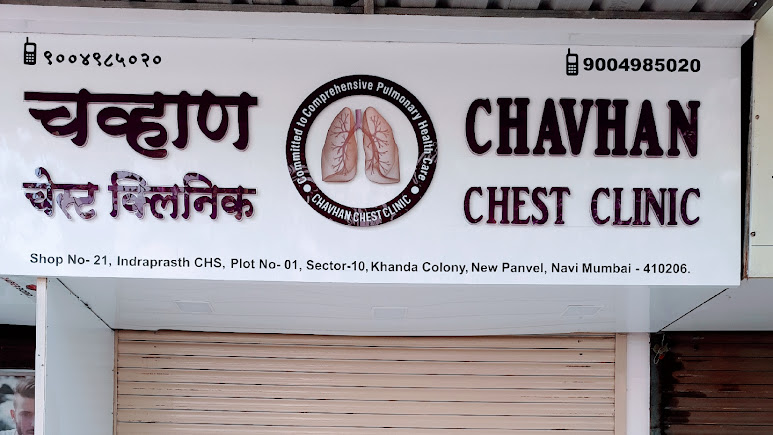 ९००४९८५०२०
9004985020
चव्हाण
चेस्ट क्लिनिक
Committed to Comprehensive Pulmonary Health Care
CHAVHAN CHEST CLINIC
CHAVHAN
CHEST CLINIC
Shop No- 21, Indraprasth CHS, Plot No- 01, Sector-10, Khanda Colony, New Panvel, Navi Mumbai - 410206.